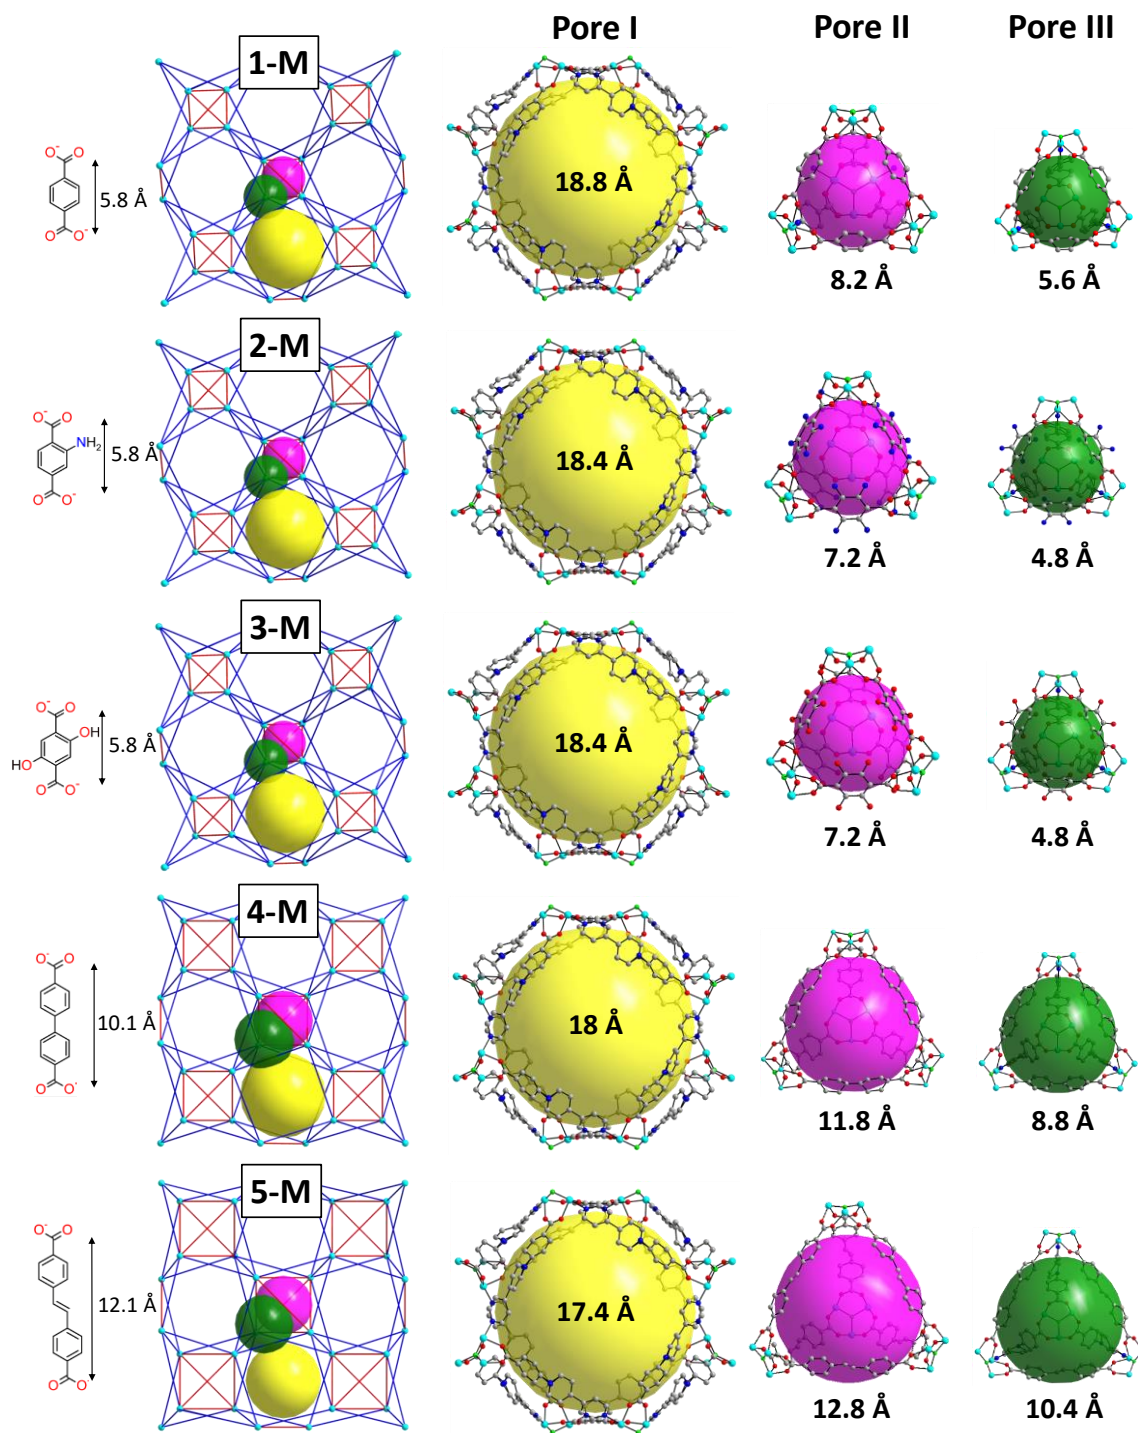 Pore I Pore II Pore III
1-M
O⁻ O
5.8 Å
O O⁻
18.8 Å
8.2 Å
5.6 Å
2-M
O⁻ O
NH₂
5.8 Å
O O⁻
18.4 Å
7.2 Å
4.8 Å
3-M
O⁻ O
OH
5.8 Å
HO
O O⁻
18.4 Å
7.2 Å
4.8 Å
4-M
O⁻ O
10.1 Å
O O⁻
18 Å
11.8 Å
8.8 Å
5-M
O⁻ O
12.1 Å
O O
17.4 Å
12.8 Å
10.4 Å